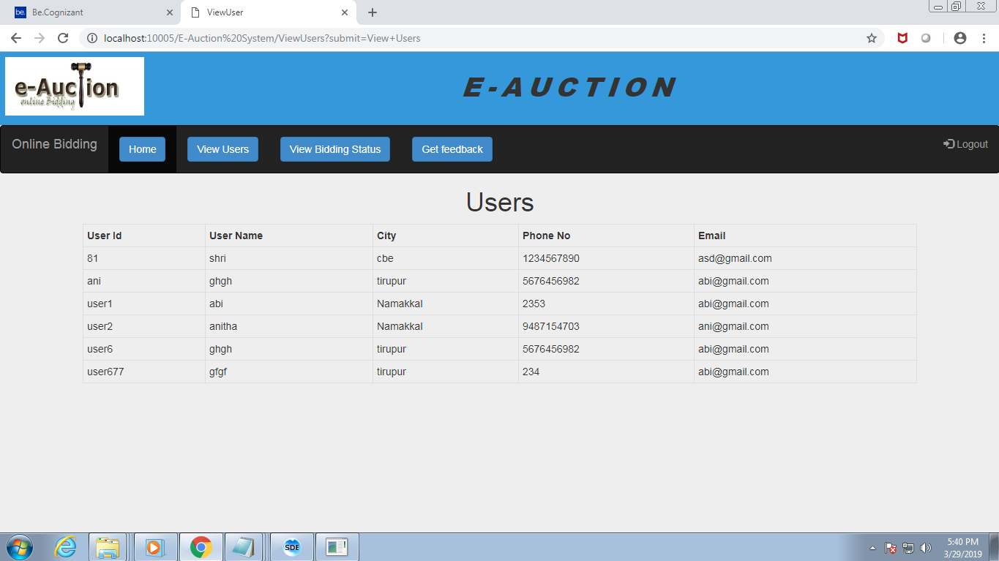 be. Be.Cognizant ViewUser
localhost:10005/E-Auction%20System/ViewUsers?submit=View+Users
e-Auction
online Bidding
E-AUCTION
Online Bidding Home View Users View Bidding Status Get feedback Logout
Users
User Id User Name City Phone No Email
81 shri cbe 1234567890 asd@gmail.com
ani ghgh tirupur 5676456982 abi@gmail.com
user1 abi Namakkal 2353 abi@gmail.com
user2 anitha Namakkal 9487154703 ani@gmail.com
user6 ghgh tirupur 5676456982 abi@gmail.com
user677 gfgf tirupur 234 abi@gmail.com
SDE
5:40 PM
3/29/2019